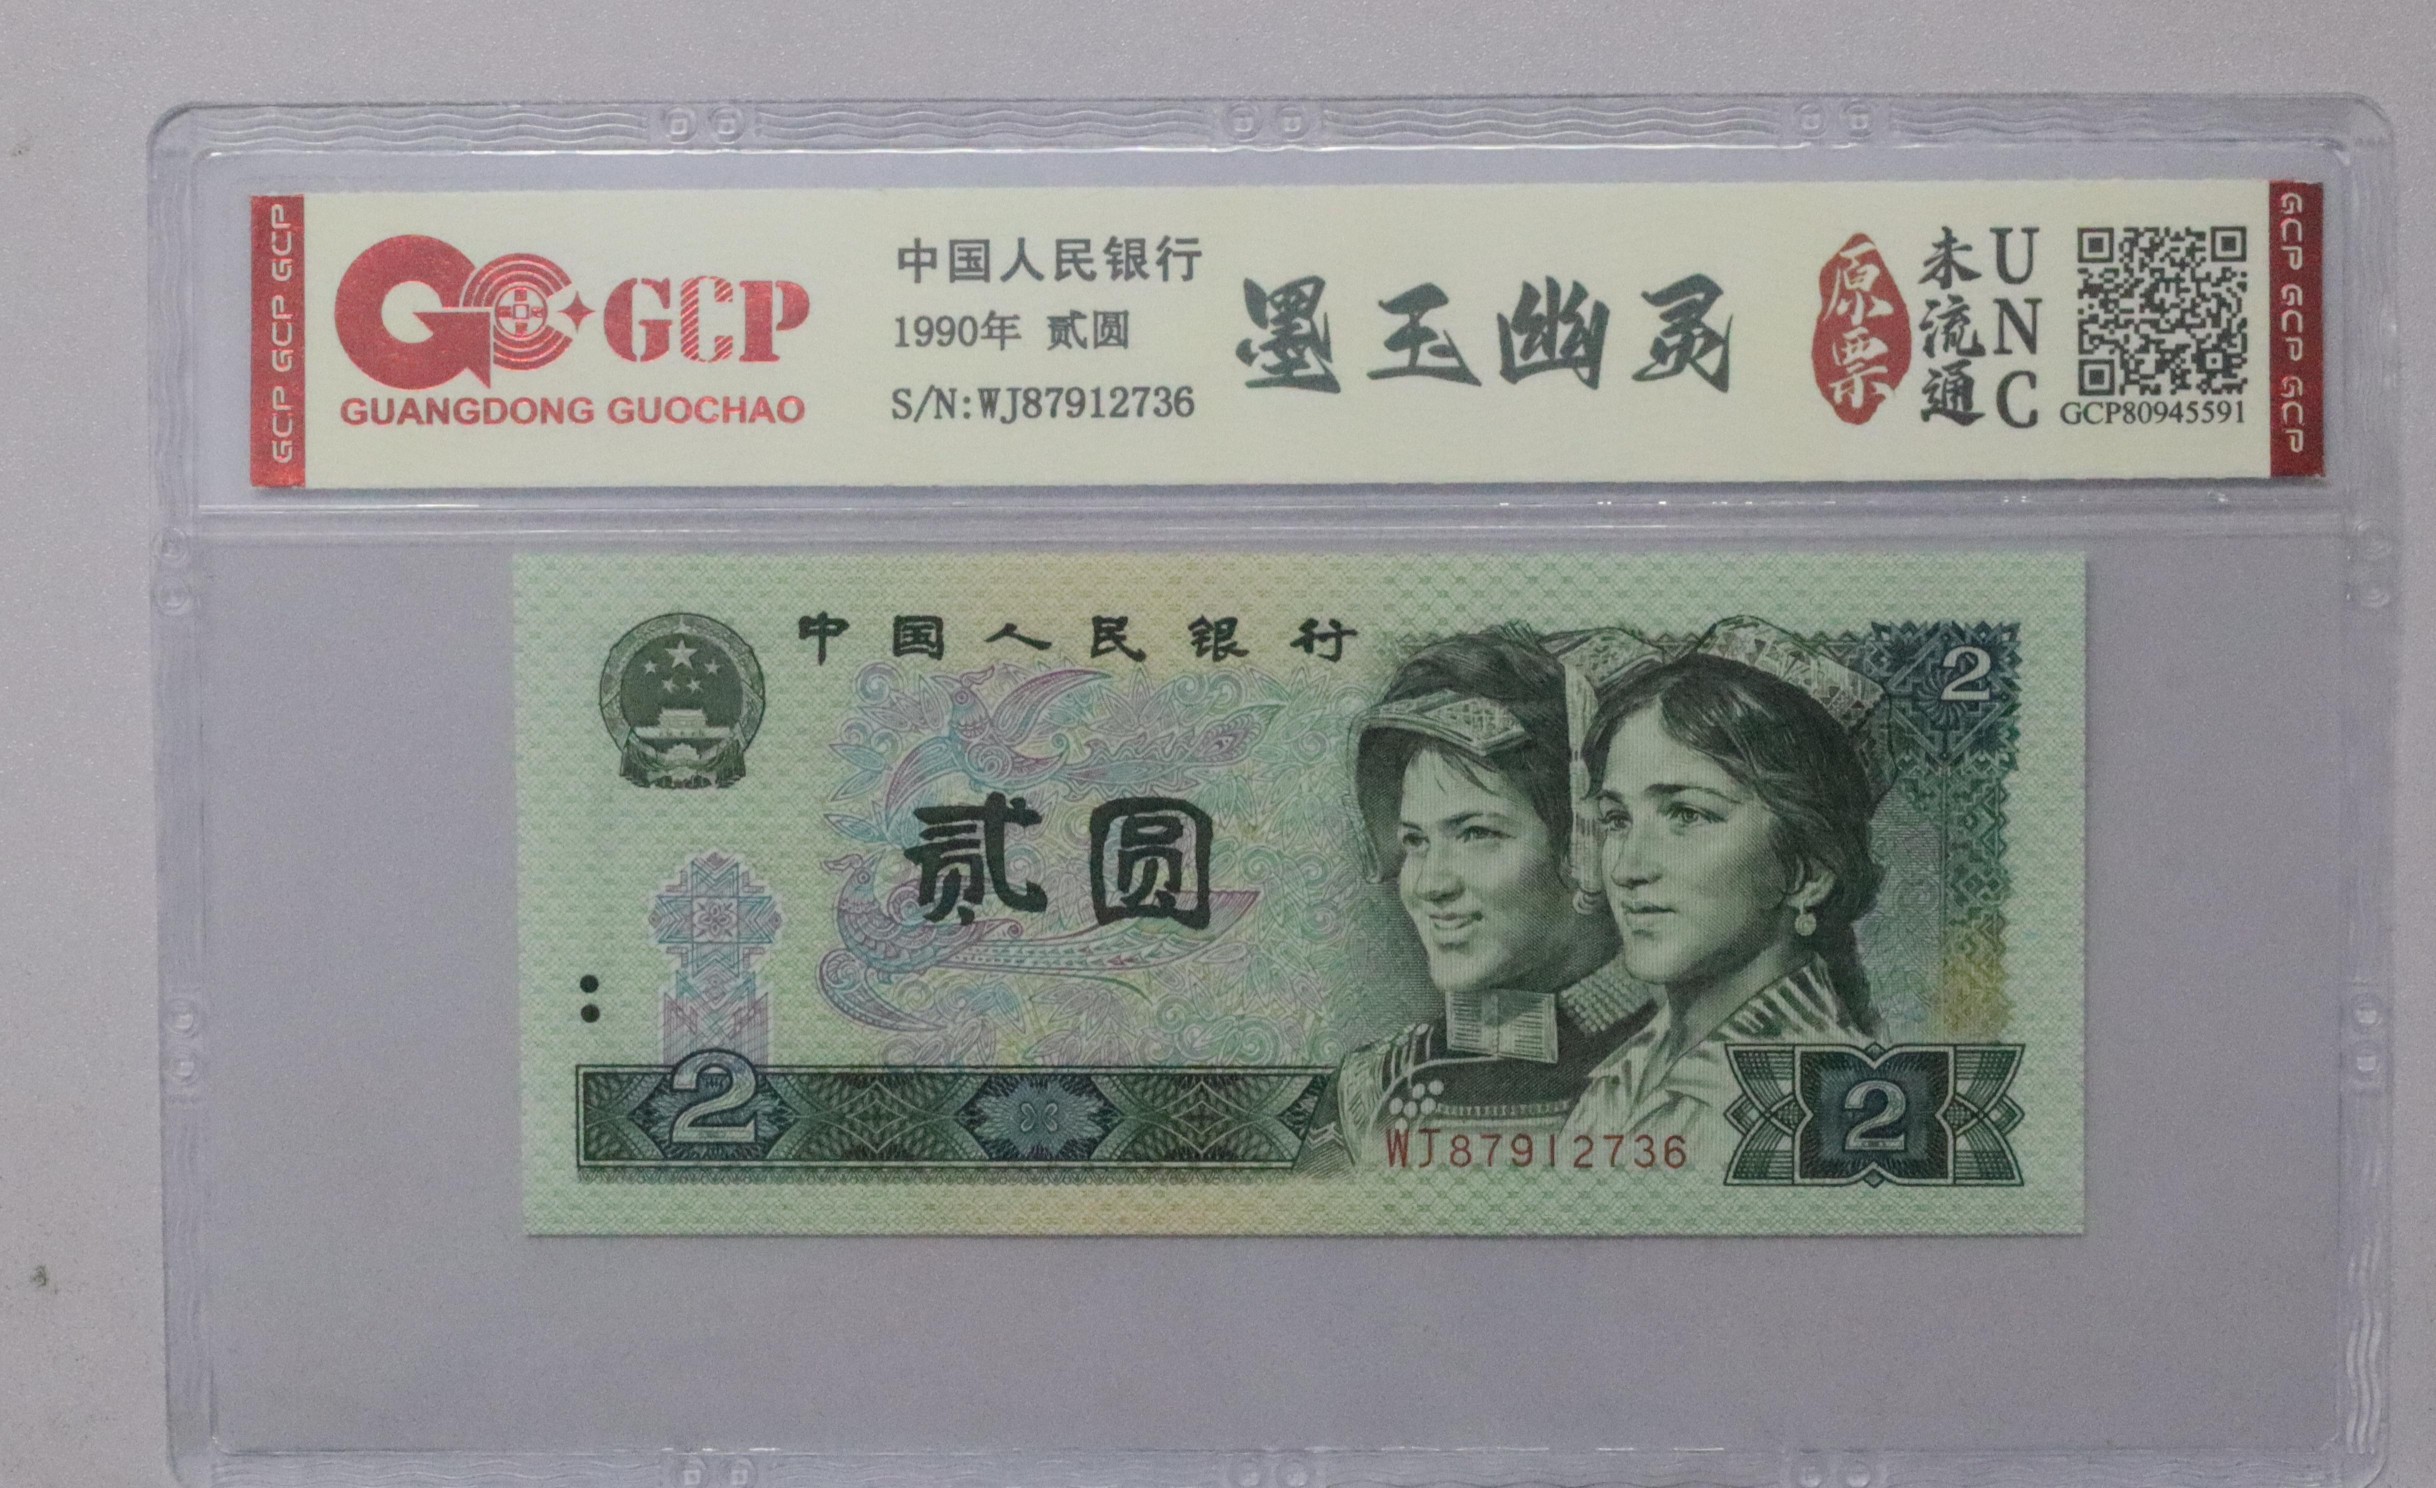 GCP GCP GCP
GCP
GUANGDONG GUOCHAO
中国人民银行
1990年 贰圆
S/N:WJ87912736
墨玉幽灵
原票
未流通
UNC
GCP80945591
GCP GCP GCP
中国人民银行
2
贰圆
2
WJ87912736
2